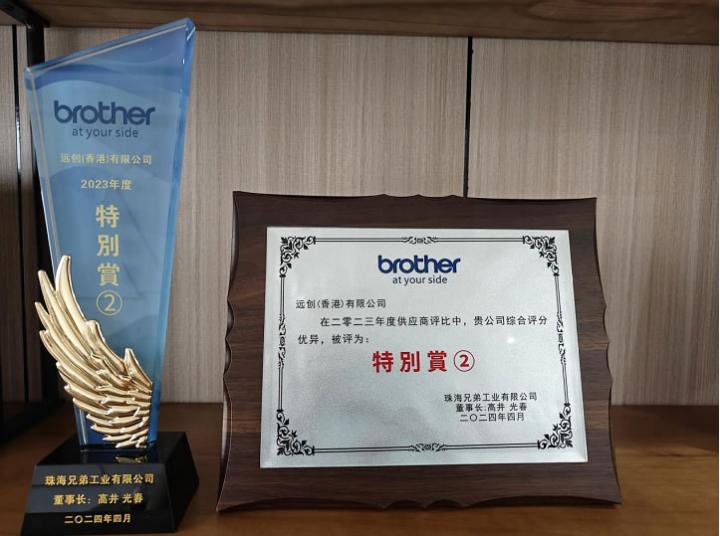 brother
at your side
远创(香港)有限公司
2023年度
特別賞②
珠海兄弟工业有限公司
董事长：高井 光春
二〇二四年四月
brother
at your side
远创(香港)有限公司
在二零二三年度供应商评比中，贵公司综合评分
优异，被评为：
特別賞②
珠海兄弟工业有限公司
董事长:高井 光春
二〇二四年四月